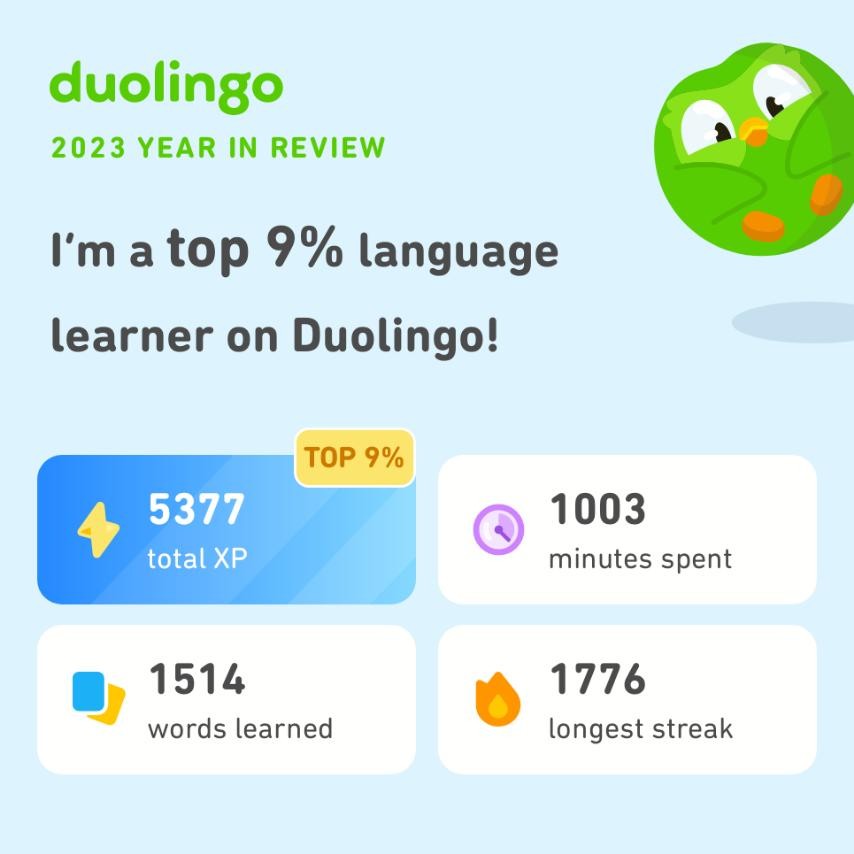 duolingo
2023 YEAR IN REVIEW
I'm a top 9% language
learner on Duolingo!
TOP 9%
5377
total XP
1003
minutes spent
1514
words learned
1776
longest streak